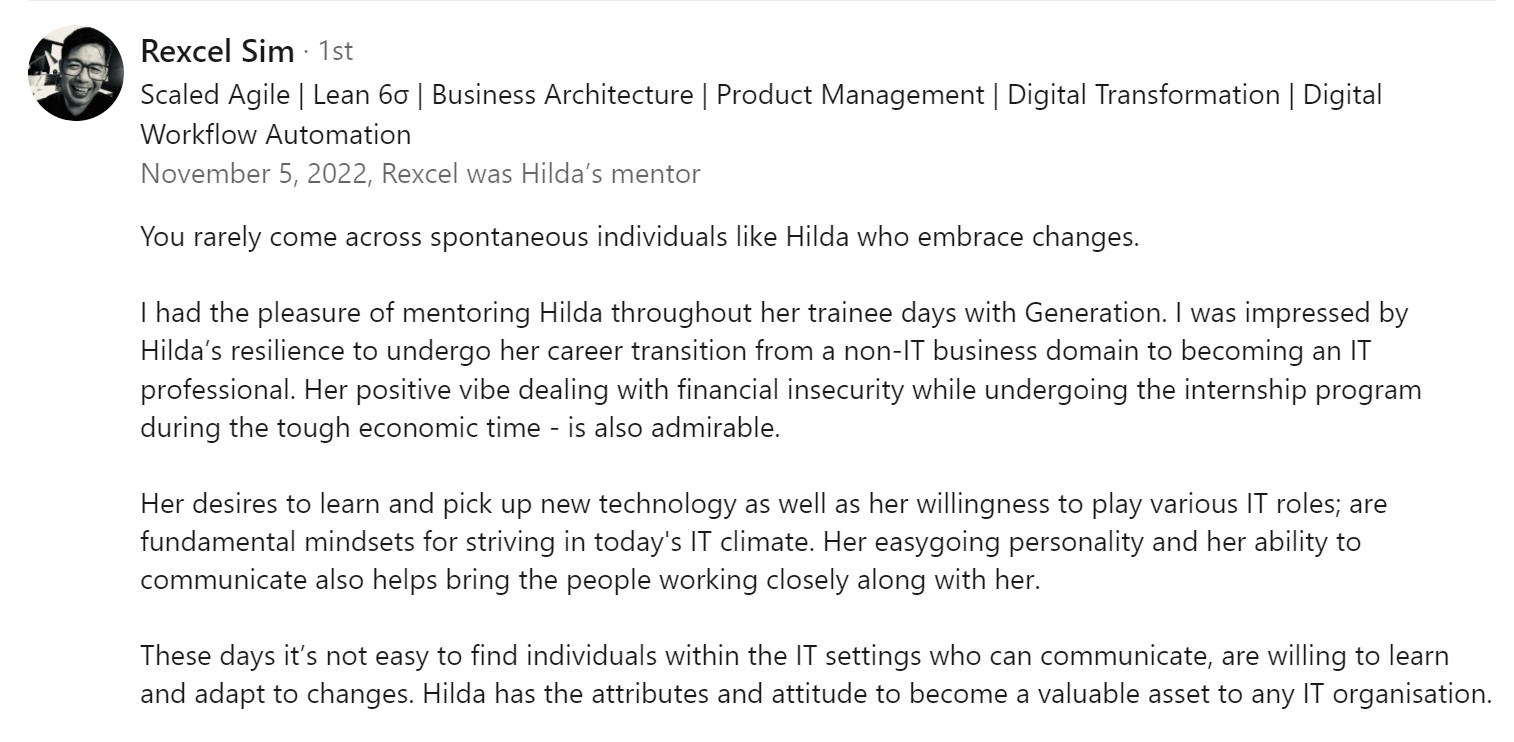 Rexcel Sim · 1st
Scaled Agile | Lean 6σ | Business Architecture | Product Management | Digital Transformation | Digital
Workflow Automation
November 5, 2022, Rexcel was Hilda’s mentor
You rarely come across spontaneous individuals like Hilda who embrace changes.
I had the pleasure of mentoring Hilda throughout her trainee days with Generation. I was impressed by
Hilda’s resilience to undergo her career transition from a non-IT business domain to becoming an IT
professional. Her positive vibe dealing with financial insecurity while undergoing the internship program
during the tough economic time - is also admirable.
Her desires to learn and pick up new technology as well as her willingness to play various IT roles; are
fundamental mindsets for striving in today's IT climate. Her easygoing personality and her ability to
communicate also helps bring the people working closely along with her.
These days it’s not easy to find individuals within the IT settings who can communicate, are willing to learn
and adapt to changes. Hilda has the attributes and attitude to become a valuable asset to any IT organisation.